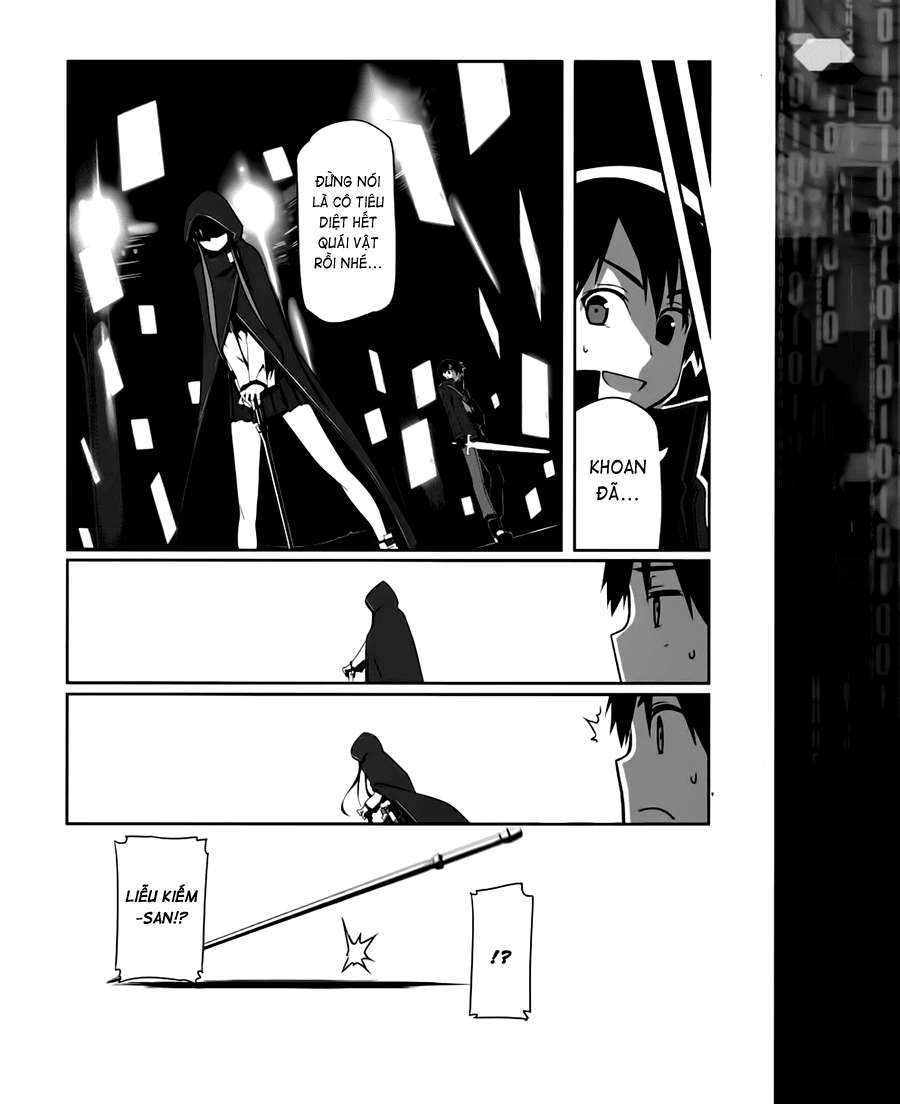 KHOAN
ĐÃ...
ĐỪNG NÓI
LÀ CÔ TIÊU
DIỆT HẾT
QUÁI VẬT
RỒI NHÉ...
!?
LIỄU KIẾM
-SAN!?